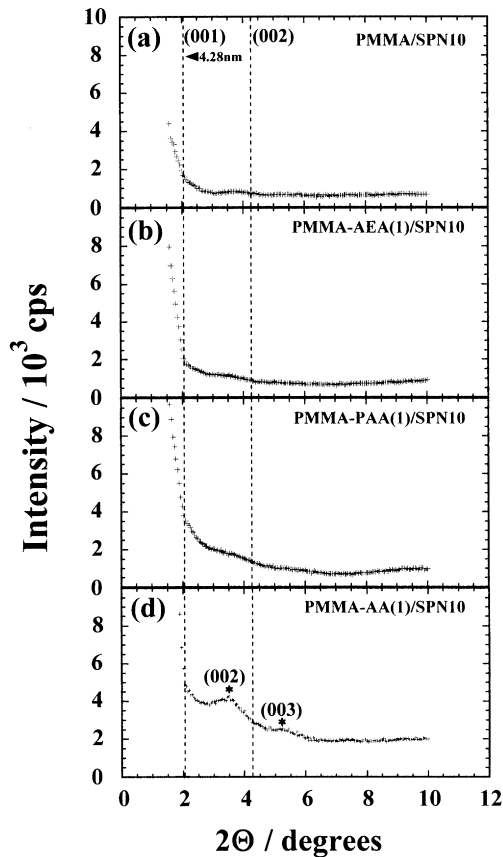 10
(a)
(001)
(002)
PMMA/SPN10
◄4.28nm
8
6
4
2
0
(b)
PMMA-AEA(1)/SPN10
8
6
4
2
0
(c)
PMMA-PAA(1)/SPN10
8
6
4
2
0
(d)
PMMA-AA(1)/SPN10
8
6
(002)
*
4
(003)
*
2
0
0 2 4 6 8 10 12
2Θ / degrees
Intensity / 10³ cps